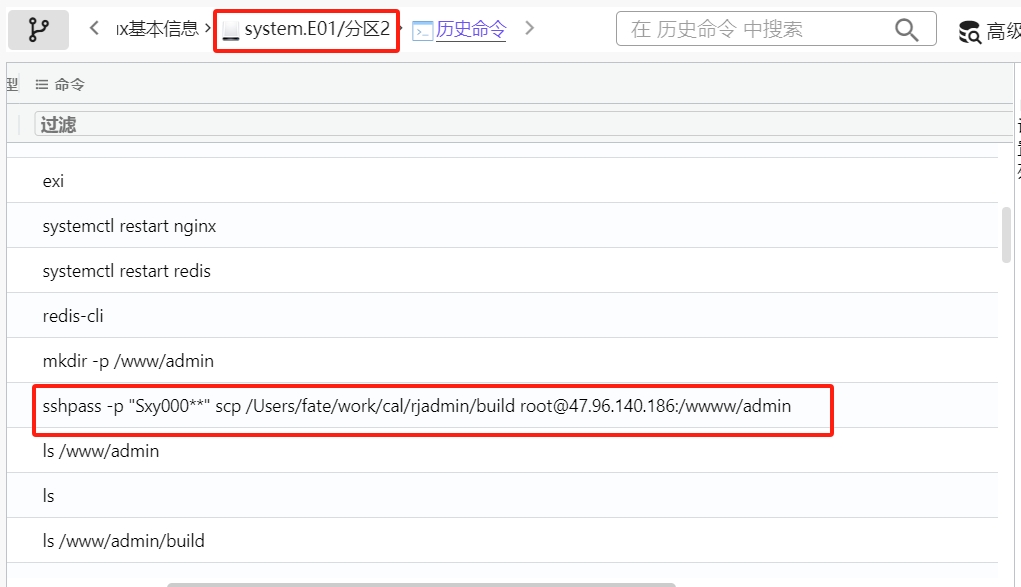 ıx基本信息 > system.E01/分区2 历史命令 在 历史命令 中搜索 高级
型 命令
过滤
exi
systemctl restart nginx
systemctl restart redis
redis-cli
mkdir -p /www/admin
sshpass -p "Sxy000**" scp /Users/fate/work/cal/rjadmin/build root@47.96.140.186:/wwww/admin
ls /www/admin
ls
ls /www/admin/build